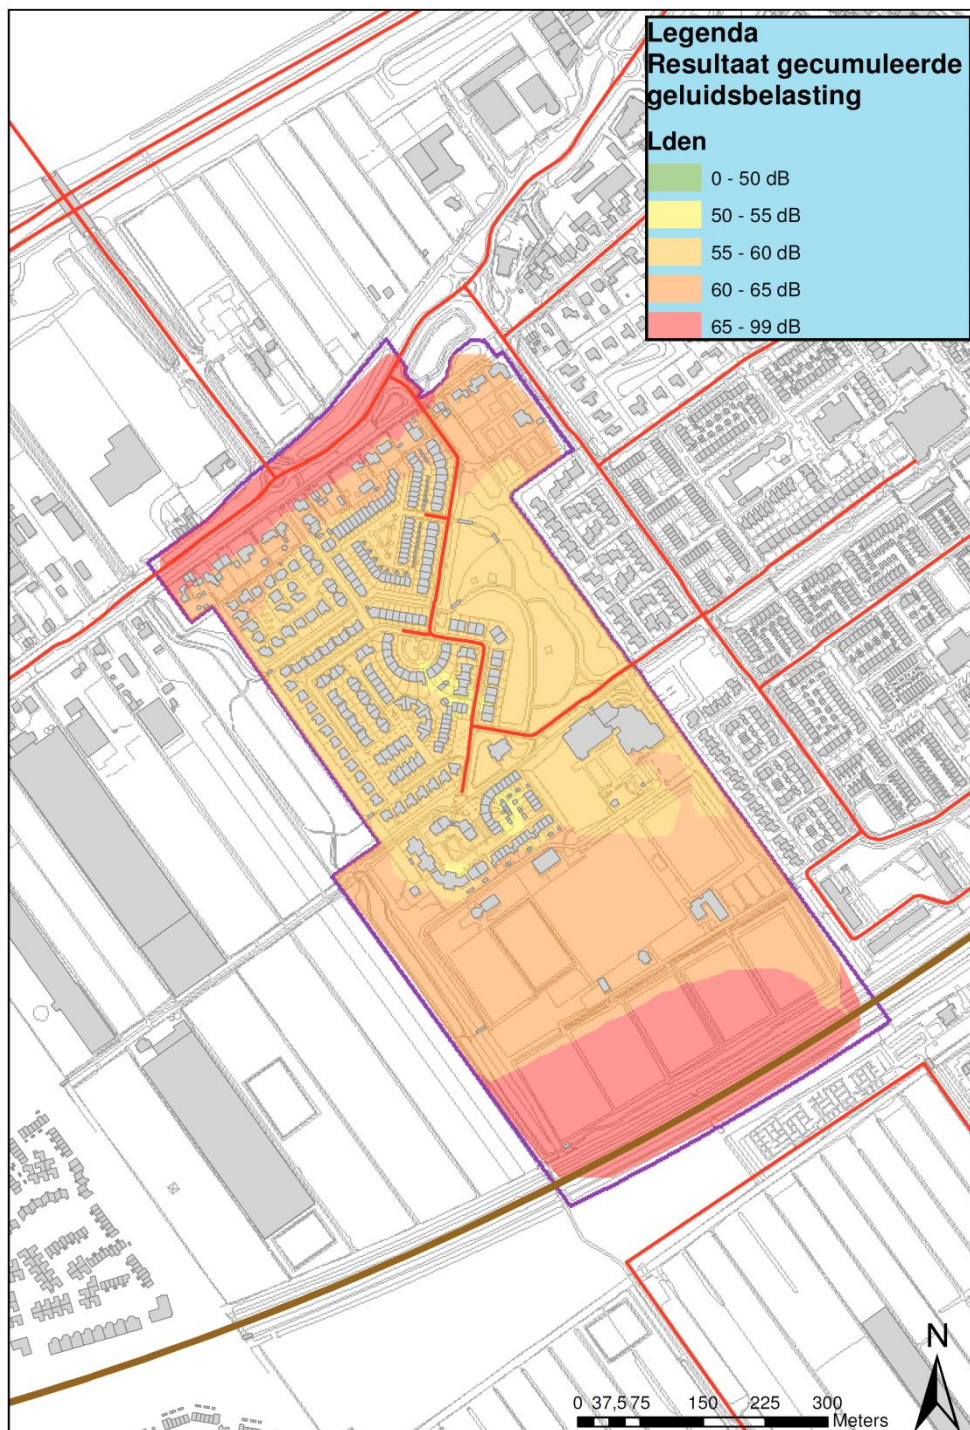 Legenda
Resultaat gecumuleerde
geluidsbelasting
Lden
0 - 50 dB
50 - 55 dB
55 - 60 dB
60 - 65 dB
65 - 99 dB
N
0 37,5 75 150 225 300
Meters